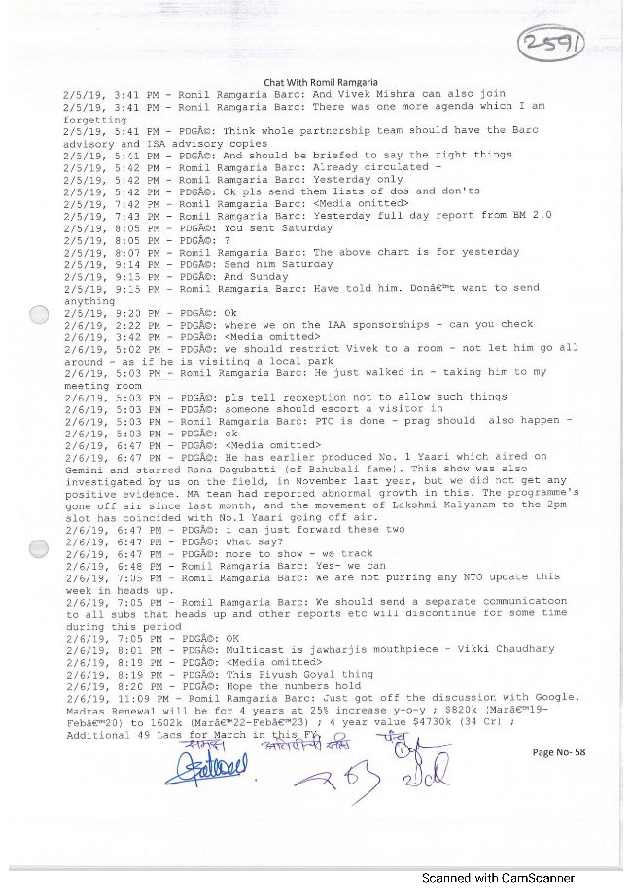 2591
Chat With Romil Ramgaria
2/5/19, 3:41 PM - Romil Ramgaria Barc: And Vivek Mishra can also join
2/5/19, 3:41 PM - Romil Ramgaria Barc: There was one more agenda which I am
forgetting
2/5/19, 5:41 PM - PDGÃ©: Think whole partnership team should have the Barc
advisory and ISA advisory copies
2/5/19, 5:41 PM - PDGÃ©: And should be briefed to say the right things
2/5/19, 5:42 PM - Romil Ramgaria Barc: Already circulated -
2/5/19, 5:42 PM - Romil Ramgaria Barc: Yesterday only
2/5/19, 5:42 PM - PDGÃ©: Ok pls send them lists of dos and don'ts
2/5/19, 7:42 PM - Romil Ramgaria Barc: <Media omitted>
2/5/19, 7:43 PM - Romil Ramgaria Barc: Yesterday full day report from BM 2.0
2/5/19, 8:05 PM - PDGÃ©: You sent Saturday
2/5/19, 8:05 PM - PDGÃ©: ?
2/5/19, 8:07 PM - Romil Ramgaria Barc: The above chart is for yesterday
2/5/19, 9:14 PM - PDGÃ©: Send him Saturday
2/5/19, 9:15 PM - PDGÃ©: And Sunday
2/5/19, 9:15 PM - Romil Ramgaria Barc: Have told him. Donâ€™t want to send
anything
2/5/19, 9:20 PM - PDGÃ©: Ok
2/6/19, 2:22 PM - PDGÃ©: where we on the IAA sponsorships - can you check
2/6/19, 3:42 PM - PDGÃ©: <Media omitted>
2/6/19, 5:02 PM - PDGÃ©: we should restrict Vivek to a room - not let him go all
around - as if he is visiting a local park
2/6/19, 5:03 PM - Romil Ramgaria Barc: He just walked in - taking him to my
meeting room
2/6/19, 5:03 PM - PDGÃ©: pls tell recxeption not to allow such things
2/6/19, 5:03 PM - PDGÃ©: someone should escort a visitor in
2/6/19, 5:03 PM - Romil Ramgaria Barc: PTC is done - prag should also happen -
2/6/19, 5:03 PM - PDGÃ©: ok
2/6/19, 6:47 PM - PDGÃ©: <Media omitted>
2/6/19, 6:47 PM - PDGÃ©: He has earlier produced No. 1 Yaari which aired on
Gemini and starred Rana Dagubatti (of Bahubali fame). This show was also
investigated by us on the field, in November last year, but we did not get any
positive evidence. MA team had reported abnormal growth in this. The programme's
gone off air since last month, and the movement of Lakshmi Kalyanam to the 2pm
slot has coincided with No.1 Yaari going off air.
2/6/19, 6:47 PM - PDGÃ©: i can just forward these two
2/6/19, 6:47 PM - PDGÃ©: what say?
2/6/19, 6:47 PM - PDGÃ©: more to show - we track
2/6/19, 6:48 PM - Romil Ramgaria Barc: Yes- we can
2/6/19, 7:05 PM - Romil Ramgaria Barc: We are not purring any NTO update this
week in heads up.
2/6/19, 7:05 PM - Romil Ramgaria Barc: We should send a separate communicatoon
to all subs that heads up and other reports etc will discontinue for some time
during this period
2/6/19, 7:05 PM - PDGÃ©: OK
2/6/19, 8:01 PM - PDGÃ©: Multicast is jawharjis mouthpiece - Vikki Chaudhary
2/6/19, 8:19 PM - PDGÃ©: <Media omitted>
2/6/19, 8:19 PM - PDGÃ©: This Piyush Goyal thing
2/6/19, 8:20 PM - PDGÃ©: Hope the numbers hold
2/6/19, 11:09 PM - Romil Ramgaria Barc: Just got off the discussion with Google.
Madras Renewal will be for 4 years at 25% increase y-o-y ; $820k (Marâ€™19-
Febâ€™20) to 1602k (Marâ€™22-Febâ€™23) ; 4 year value $4730k (34 Cr) ;
Additional 49 lacs for March in this FY.
समक्ष
पंच
Page No- 58
Scanned with CamScanner